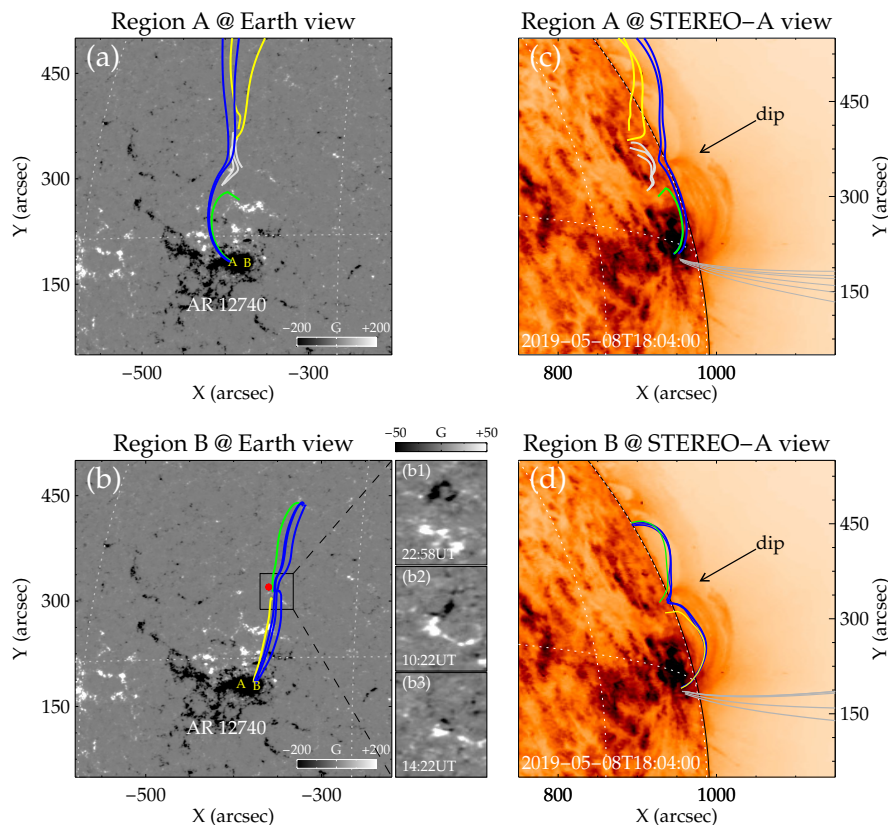 Region A @ Earth view
(a)
450
300
150
Y (arcsec)
A B
AR 12740
−200 G +200
−500 −300
X (arcsec)
Region A @ STEREO−A view
(c)
dip
450
300
150
Y (arcsec)
2019−05−08T18:04:00
800 1000
X (arcsec)
Region B @ Earth view
(b)
450
300
150
Y (arcsec)
A B
AR 12740
−200 G +200
−500 −300
X (arcsec)
−50 G +50
(b1)
22:58UT
(b2)
10:22UT
(b3)
14:22UT
Region B @ STEREO−A view
(d)
dip
450
300
150
Y (arcsec)
2019−05−08T18:04:00
800 1000
X (arcsec)